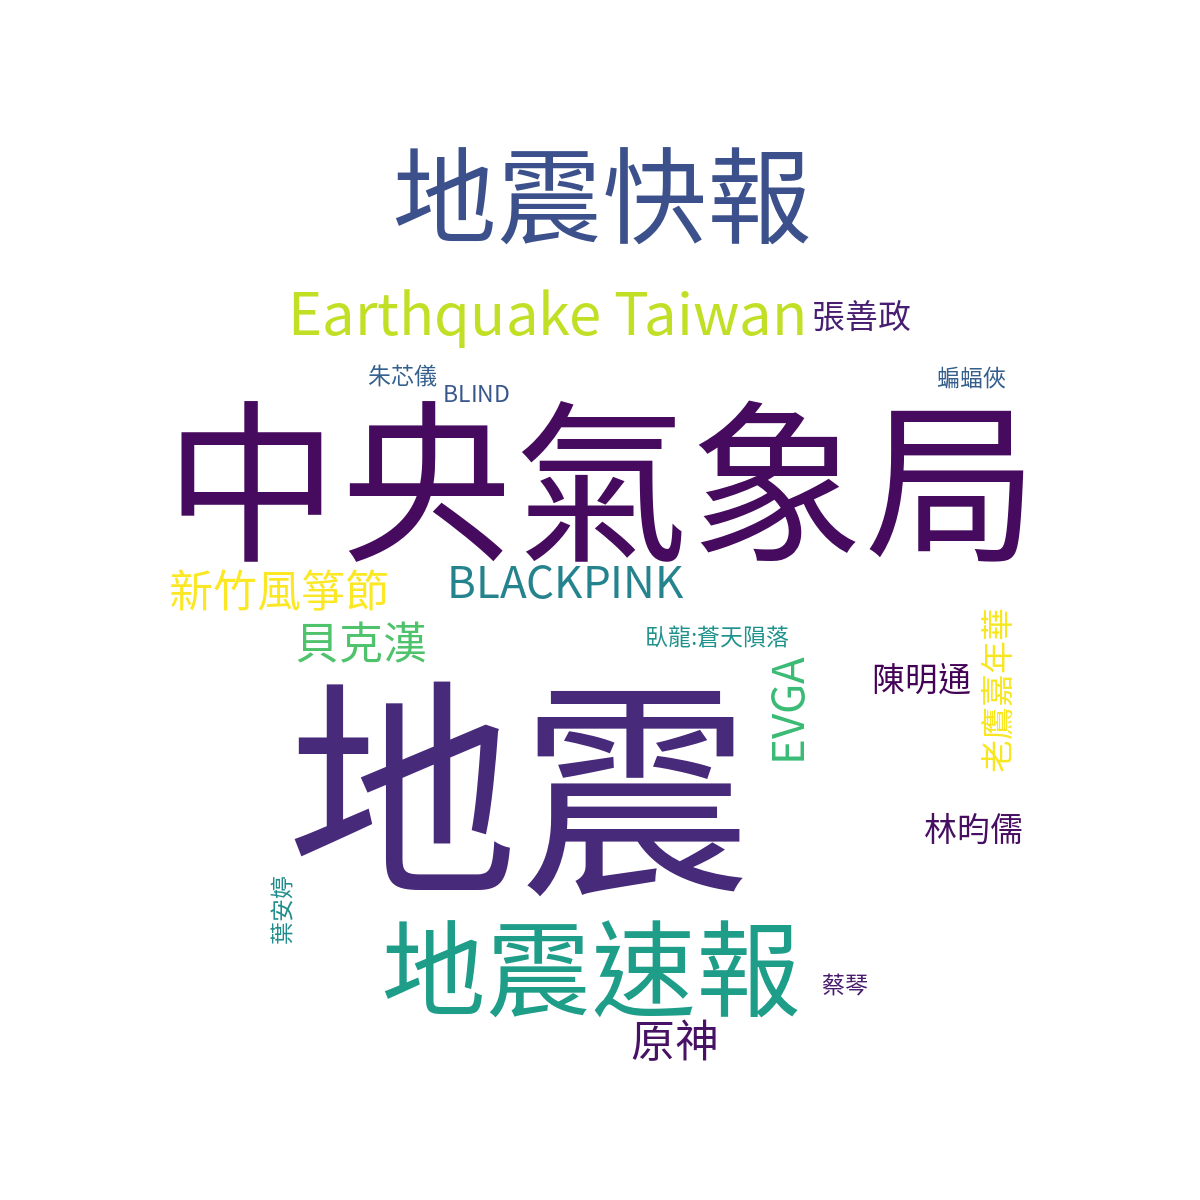 地震快報
Earthquake Taiwan
張善政
朱芯儀
BLIND
蝙蝠俠
中央氣象局
新竹風箏節
BLACKPINK
貝克漢
臥龍:蒼天隕落
老鷹嘉年華
EVGA
陳明通
地震
林昀儒
葉安婷
地震速報
蔡琴
原神